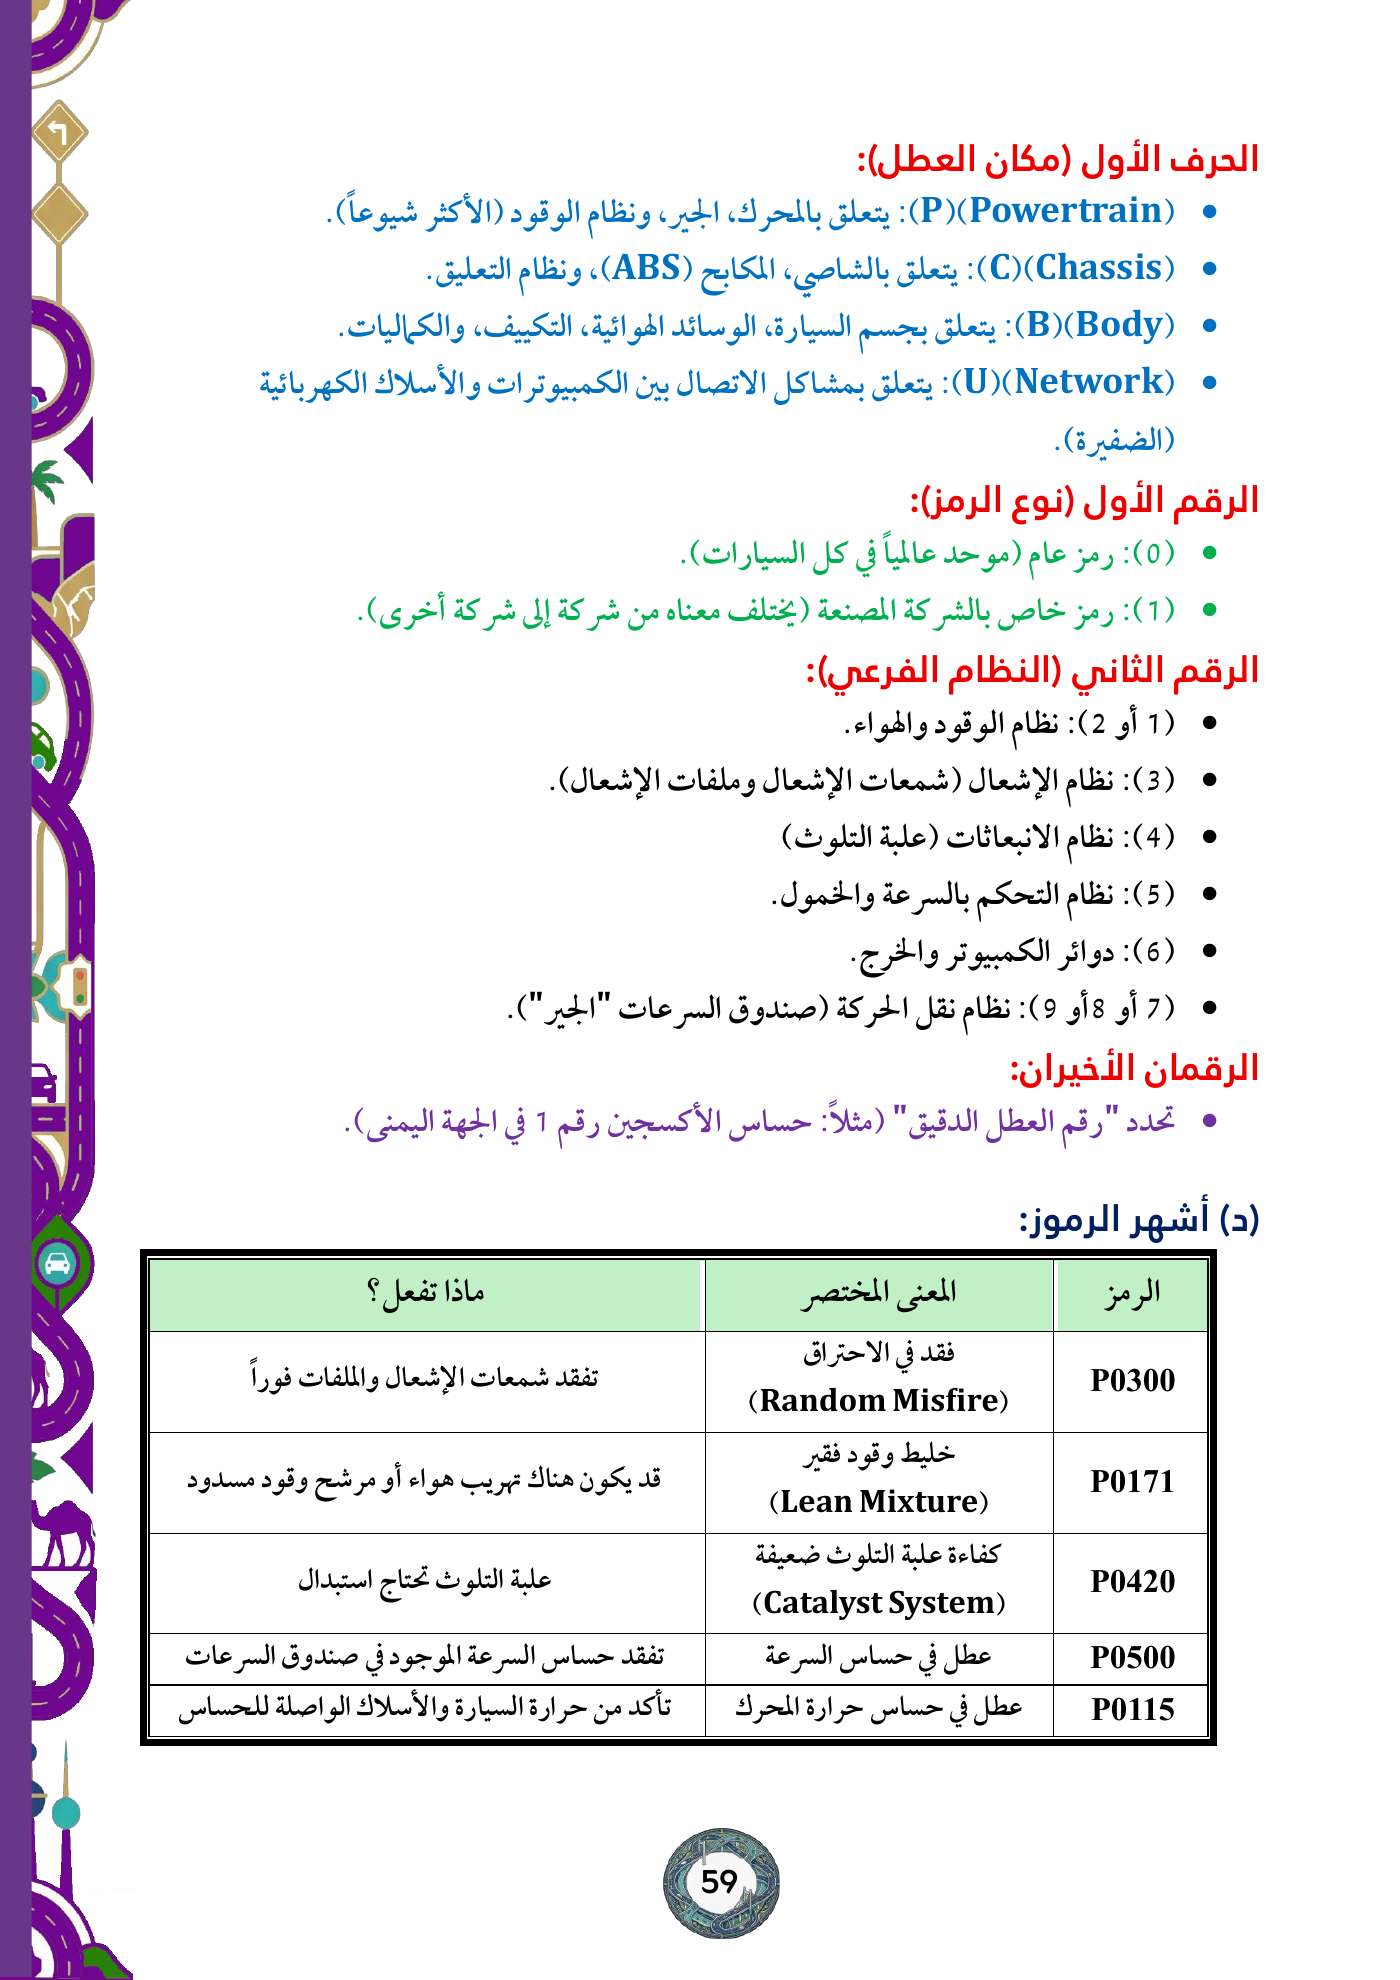 الحرف الأول (مكان العطل):
• (P)(Powertrain): يتعلق بالمحرك، الجير، ونظام الوقود (الأكثر شيوعاً).
• (C)(Chassis): يتعلق بالشاصي، المكابح (ABS)، ونظام التعليق.
• (B)(Body): يتعلق بجسم السيارة، الوسائد الهوائية، التكييف، والكماليات.
• (U)(Network): يتعلق بمشاكل الاتصال بين الكمبيوترات والأسلاك الكهربائية
(الضفيرة).
الرقم الأول (نوع الرمز):
• (0): رمز عام (موحد عالمياً في كل السيارات).
• (1): رمز خاص بالشركة المصنعة (يختلف معناه من شركة إلى شركة أخرى).
الرقم الثاني (النظام الفرعي):
• (1 أو 2): نظام الوقود والهواء.
• (3): نظام الإشعال (شمعات الإشعال وملفات الإشعال).
• (4): نظام الانبعاثات (علبة التلوث)
• (5): نظام التحكم بالسرعة والخمول.
• (6): دوائر الكمبيوتر والخرج.
• (7 أو 8أو 9): نظام نقل الحركة (صندوق السرعات "الجير").
الرقمان الأخيران:
• تحدد "رقم العطل الدقيق" (مثلاً: حساس الأكسجين رقم 1 في الجهة اليمنى).
(د) أشهر الرموز:
الرمز المعنى المختصر ماذا تفعل؟
P0300 فقد في الاحتراق (Random Misfire) تفقد شمعات الإشعال والملفات فوراً
P0171 خليط وقود فقير (Lean Mixture) قد يكون هناك تهريب هواء أو مرشح وقود مسدود
P0420 كفاءة علبة التلوث ضعيفة (Catalyst System) علبة التلوث تحتاج استبدال
P0500 عطل في حساس السرعة تفقد حساس السرعة الموجود في صندوق السرعات
P0115 عطل في حساس حرارة المحرك تأكد من حرارة السيارة والأسلاك الواصلة للحساس
59